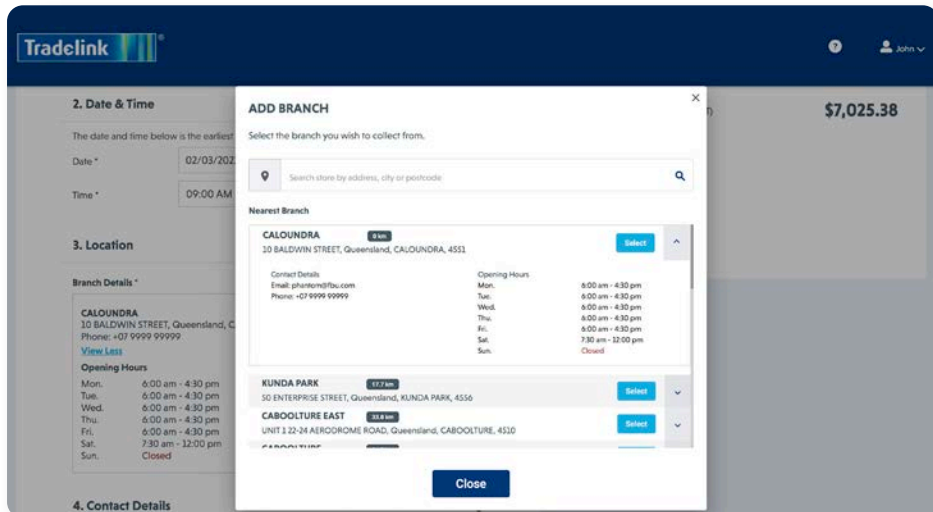 Tradelink
John
2. Date & Time
The date and time below is the earliest
Date *
02/03/202
Time *
09:00 AM
$7,025.38
3. Location
Branch Details *
CALOUNDRA
10 BALDWIN STREET, Queensland, C
Phone: +07 9999 99999
View Less
Opening Hours
Mon. 6:00 am - 4:30 pm
Tue. 6:00 am - 4:30 pm
Wed. 6:00 am - 4:30 pm
Thu. 6:00 am - 4:30 pm
Fri. 6:00 am - 4:30 pm
Sat. 7:30 am - 12:00 pm
Sun. Closed
4. Contact Details
ADD BRANCH
Select the branch you wish to collect from.
Search store by address, city or postcode
Nearest Branch
CALOUNDRA 0 km
10 BALDWIN STREET, Queensland, CALOUNDRA, 4551
Select
Contact Details
Email: phantom@fbu.com
Phone: +07 9999 99999
Opening Hours
Mon. 6:00 am - 4:30 pm
Tue. 6:00 am - 4:30 pm
Wed. 6:00 am - 4:30 pm
Thu. 6:00 am - 4:30 pm
Fri. 6:00 am - 4:30 pm
Sat. 7:30 am - 12:00 pm
Sun. Closed
KUNDA PARK 17.7 km
50 ENTERPRISE STREET, Queensland, KUNDA PARK, 4556
Select
CABOOLTURE EAST 33.8 km
UNIT 1 22-24 AERODROME ROAD, Queensland, CABOOLTURE, 4510
Select
CABOOLTURE
Close